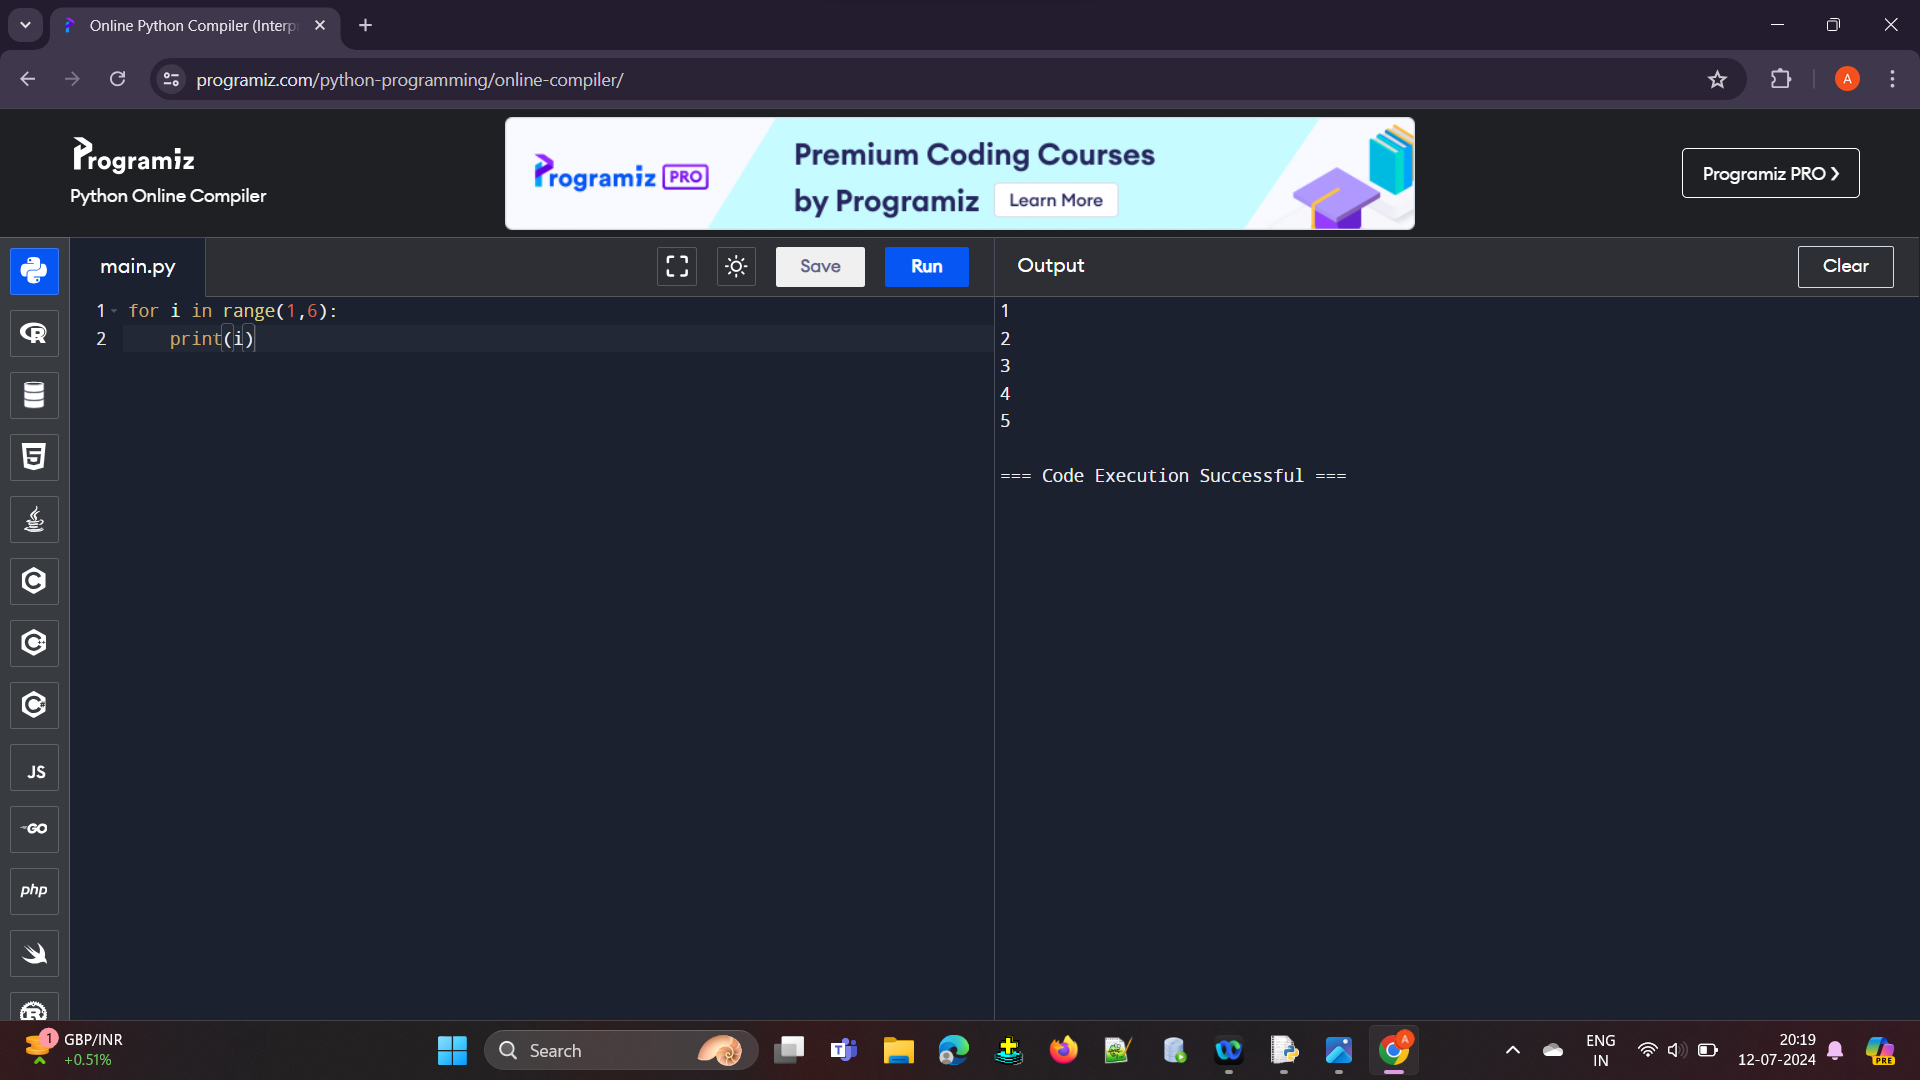 Online Python Compiler (Interp
programiz.com/python-programming/online-compiler/
Programiz
Python Online Compiler
Programiz PRO
Premium Coding Courses
by Programiz Learn More
Programiz PRO ❯
A
main.py
Save
Run
Output
Clear
1 for i in range(1,6):
2     print(i)
1
2
3
4
5
=== Code Execution Successful ===
R
5
C
C++
C#
JS
GO
php
R
1
GBP/INR
+0.51%
Search
T
A
ENG
IN
20:19
12-07-2024
PRE